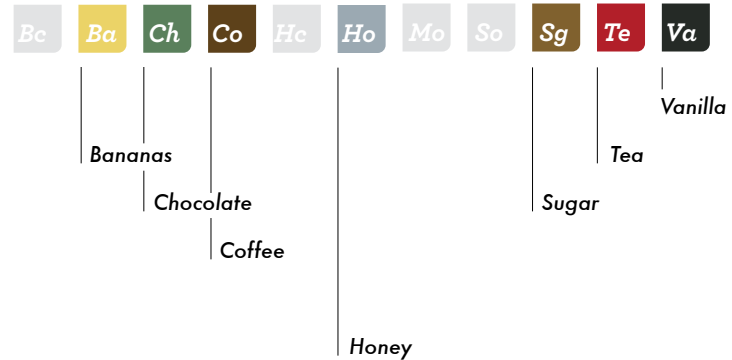 Bc Ba Ch Co Hc Ho Mo So Sg Te Va
Vanilla
Bananas Tea
Chocolate Sugar
Coffee
Honey